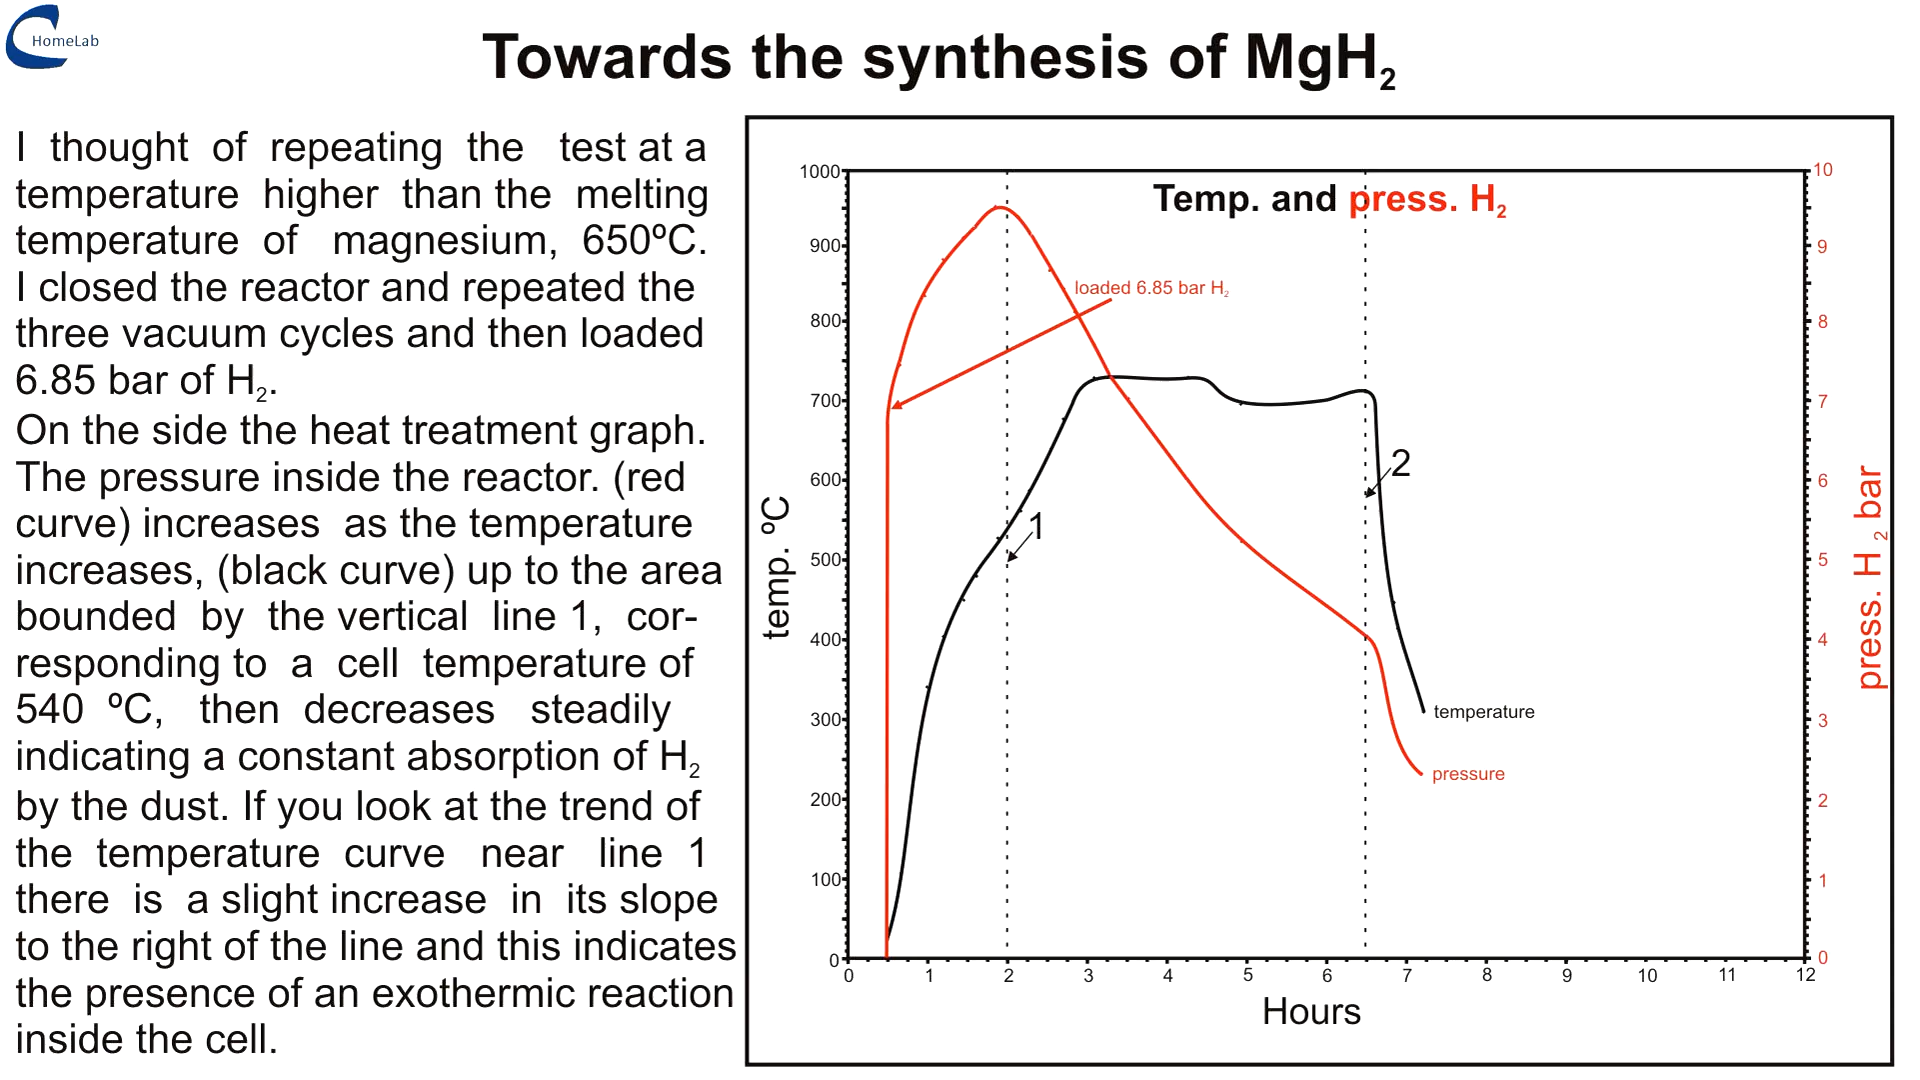 HomeLab
Towards the synthesis of MgH₂
I thought of repeating the test at a
temperature higher than the melting
temperature of magnesium, 650ºC.
I closed the reactor and repeated the
three vacuum cycles and then loaded
6.85 bar of H₂.
On the side the heat treatment graph.
The pressure inside the reactor. (red
curve) increases as the temperature
increases, (black curve) up to the area
bounded by the vertical line 1, cor-
responding to a cell temperature of
540 ºC, then decreases steadily
indicating a constant absorption of H₂
by the dust. If you look at the trend of
the temperature curve near line 1
there is a slight increase in its slope
to the right of the line and this indicates
the presence of an exothermic reaction
inside the cell.
Temp. and press. H₂
loaded 6.85 bar H₂
1
2
temperature
pressure
temp. ºC
1000
900
800
700
600
500
400
300
200
100
0
press. H₂ bar
10
9
8
7
6
5
4
3
2
1
0
0 1 2 3 4 5 6 7 8 9 10 11 12
Hours